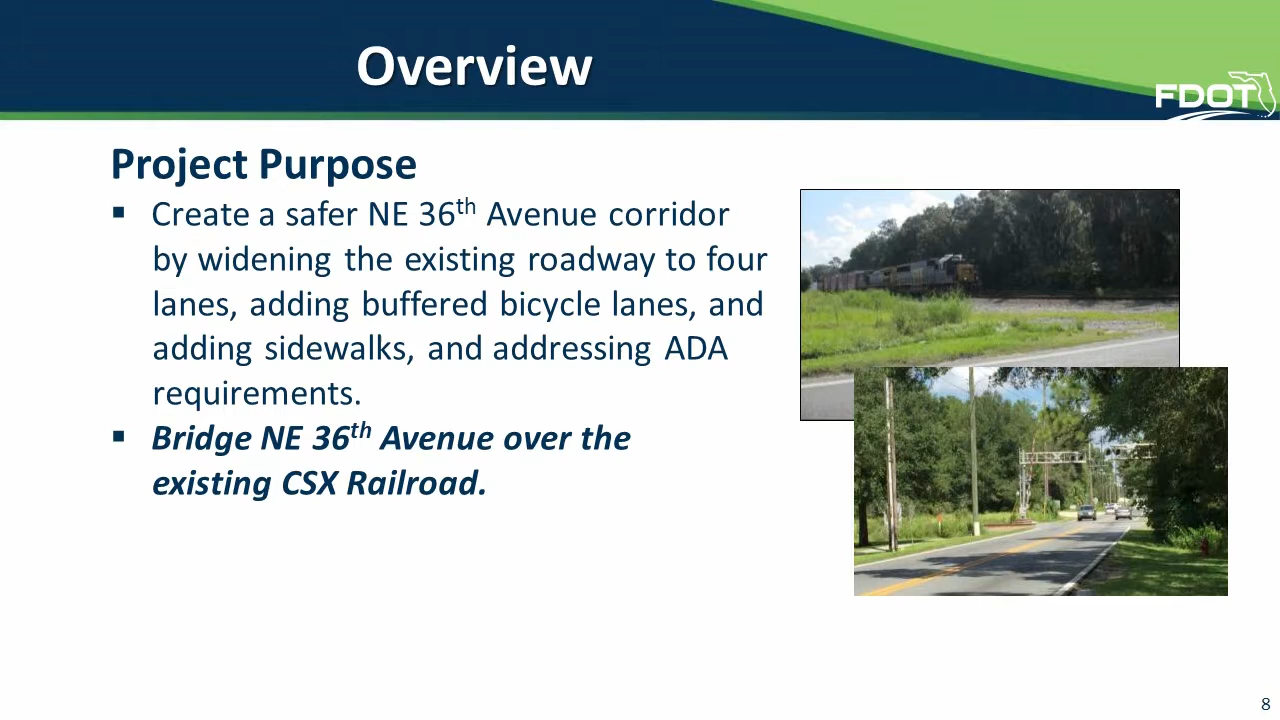 Overview
FDOT
Project Purpose
▪ Create a safer NE 36th Avenue corridor
by widening the existing roadway to four
lanes, adding buffered bicycle lanes, and
adding sidewalks, and addressing ADA
requirements.
▪ Bridge NE 36th Avenue over the
existing CSX Railroad.
8